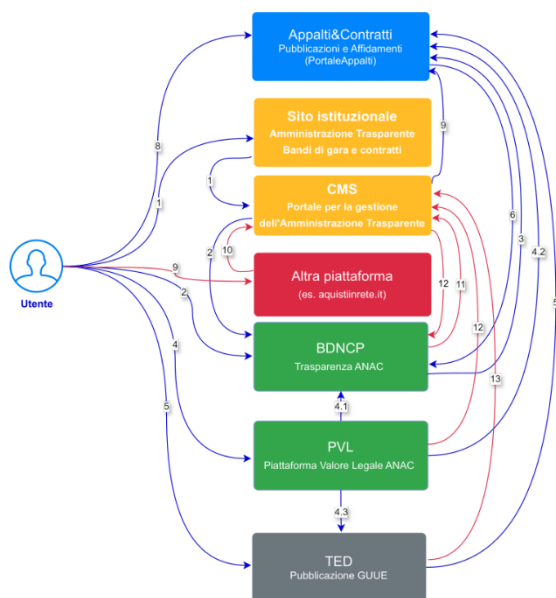 Appalti&Contratti
Pubblicazioni e Affidamenti
(PortaleAppalti)
9
Sito istituzionale
Amministrazione Trasparente
Bandi di gara e contratti
8
1
1
CMS
Portale per la gestione
dell'Amministrazione Trasparente
6
3
4.2
2
10
9
2
Altra piattaforma
(es. aquistiinrete.it)
12
11
5
Utente
12
4
BDNCP
Trasparenza ANAC
13
5
4.1
PVL
Piattaforma Valore Legale ANAC
4.3
TED
Pubblicazione GUUE